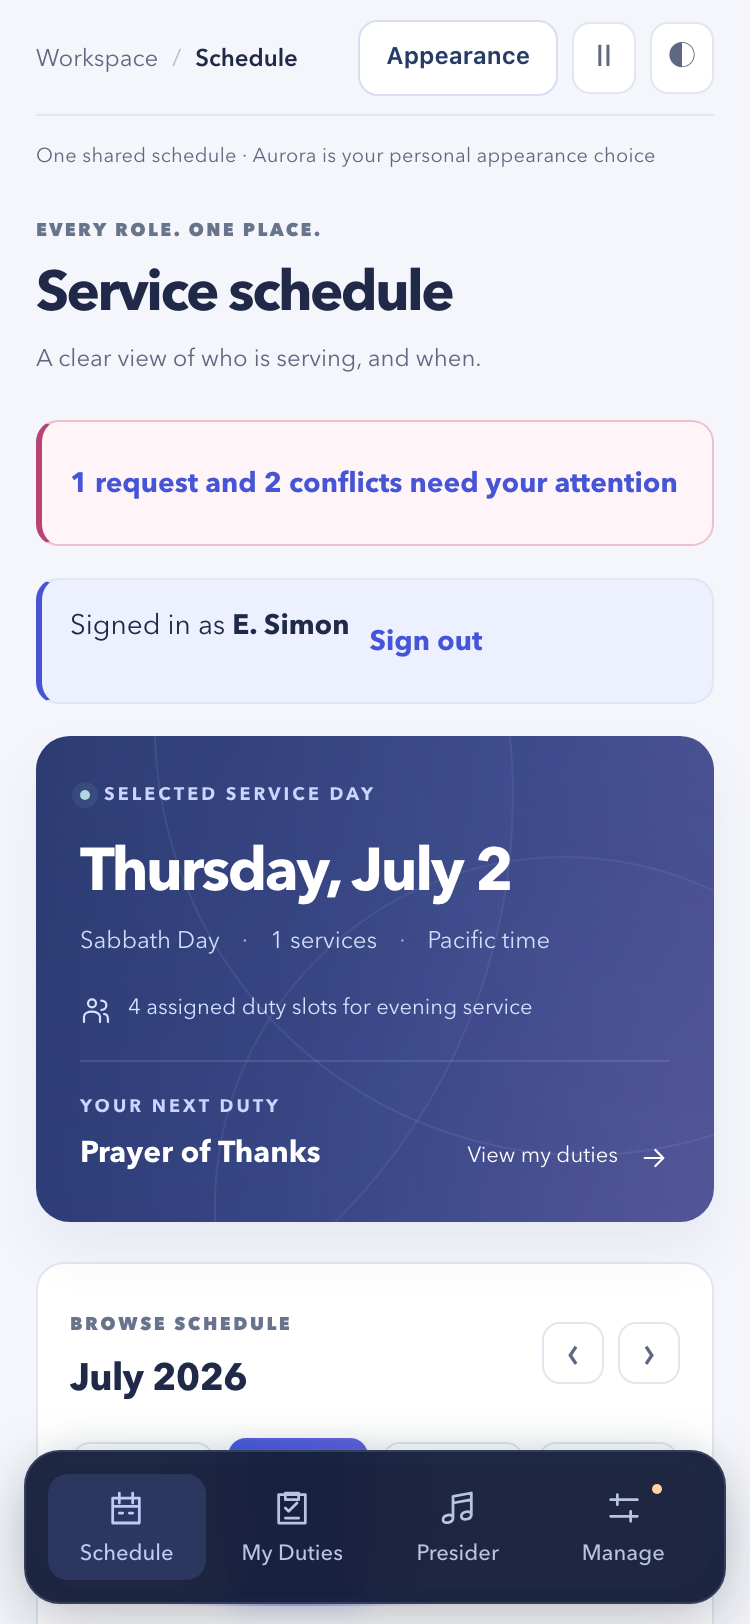 Workspace / Schedule
Appearance
One shared schedule · Aurora is your personal appearance choice
EVERY ROLE. ONE PLACE.
Service schedule
A clear view of who is serving, and when.
1 request and 2 conflicts need your attention
Signed in as E. Simon Sign out
SELECTED SERVICE DAY
Thursday, July 2
Sabbath Day · 1 services · Pacific time
4 assigned duty slots for evening service
YOUR NEXT DUTY
Prayer of Thanks
View my duties →
BROWSE SCHEDULE
July 2026
Schedule
My Duties
Presider
Manage